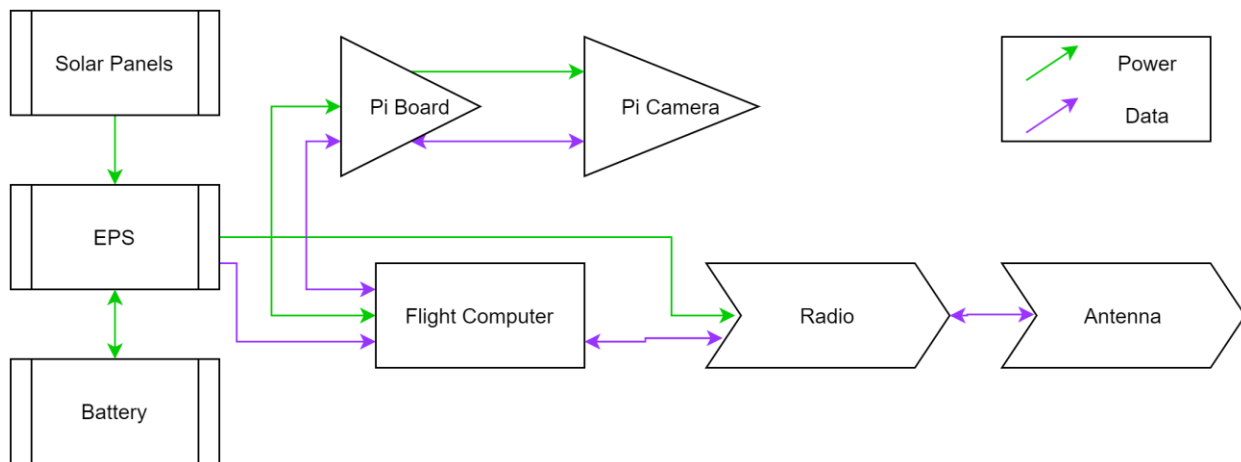 Solar Panels
Pi Board
Pi Camera
Power
Data
EPS
Flight Computer
Radio
Antenna
Battery